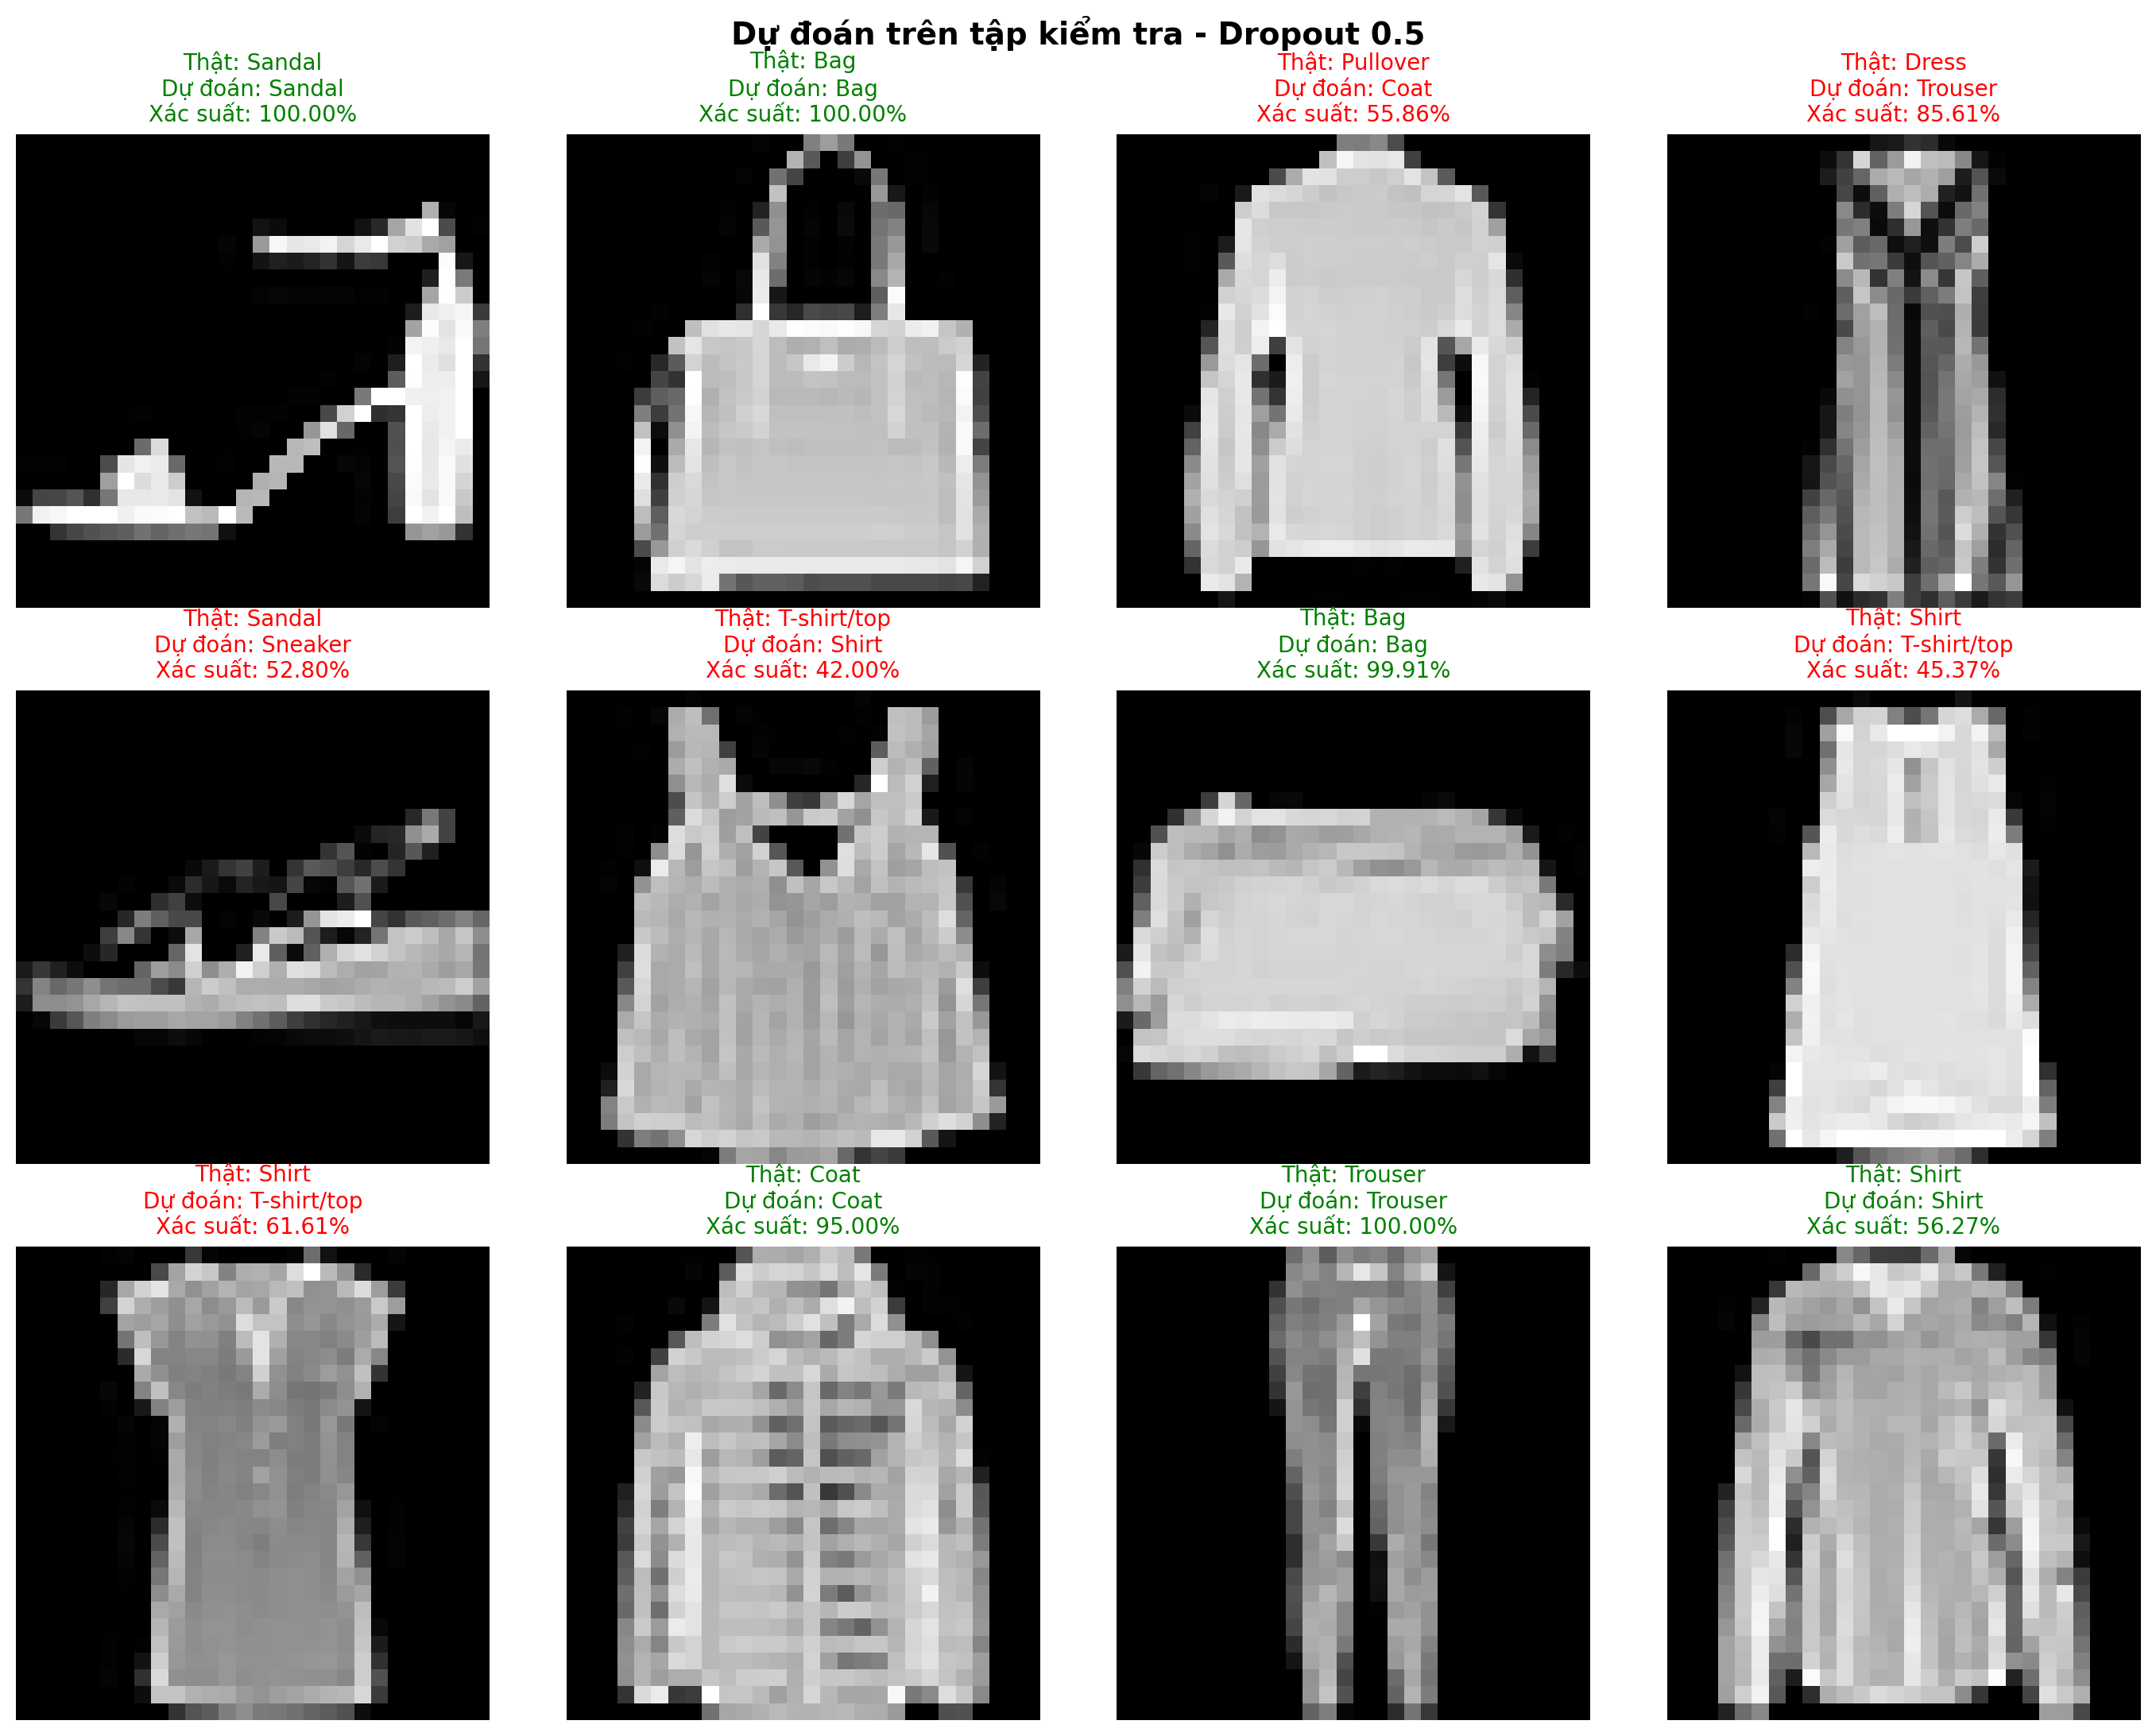 Dự đoán trên tập kiểm tra - Dropout 0.5
Thật: Sandal
Dự đoán: Sandal
Xác suất: 100.00%
Thật: Bag
Dự đoán: Bag
Xác suất: 100.00%
Thật: Pullover
Dự đoán: Coat
Xác suất: 55.86%
Thật: Dress
Dự đoán: Trouser
Xác suất: 85.61%
Thật: Sandal
Dự đoán: Sneaker
Xác suất: 52.80%
Thật: T-shirt/top
Dự đoán: Shirt
Xác suất: 42.00%
Thật: Bag
Dự đoán: Bag
Xác suất: 99.91%
Thật: Shirt
Dự đoán: T-shirt/top
Xác suất: 45.37%
Thật: Shirt
Dự đoán: T-shirt/top
Xác suất: 61.61%
Thật: Coat
Dự đoán: Coat
Xác suất: 95.00%
Thật: Trouser
Dự đoán: Trouser
Xác suất: 100.00%
Thật: Shirt
Dự đoán: Shirt
Xác suất: 56.27%